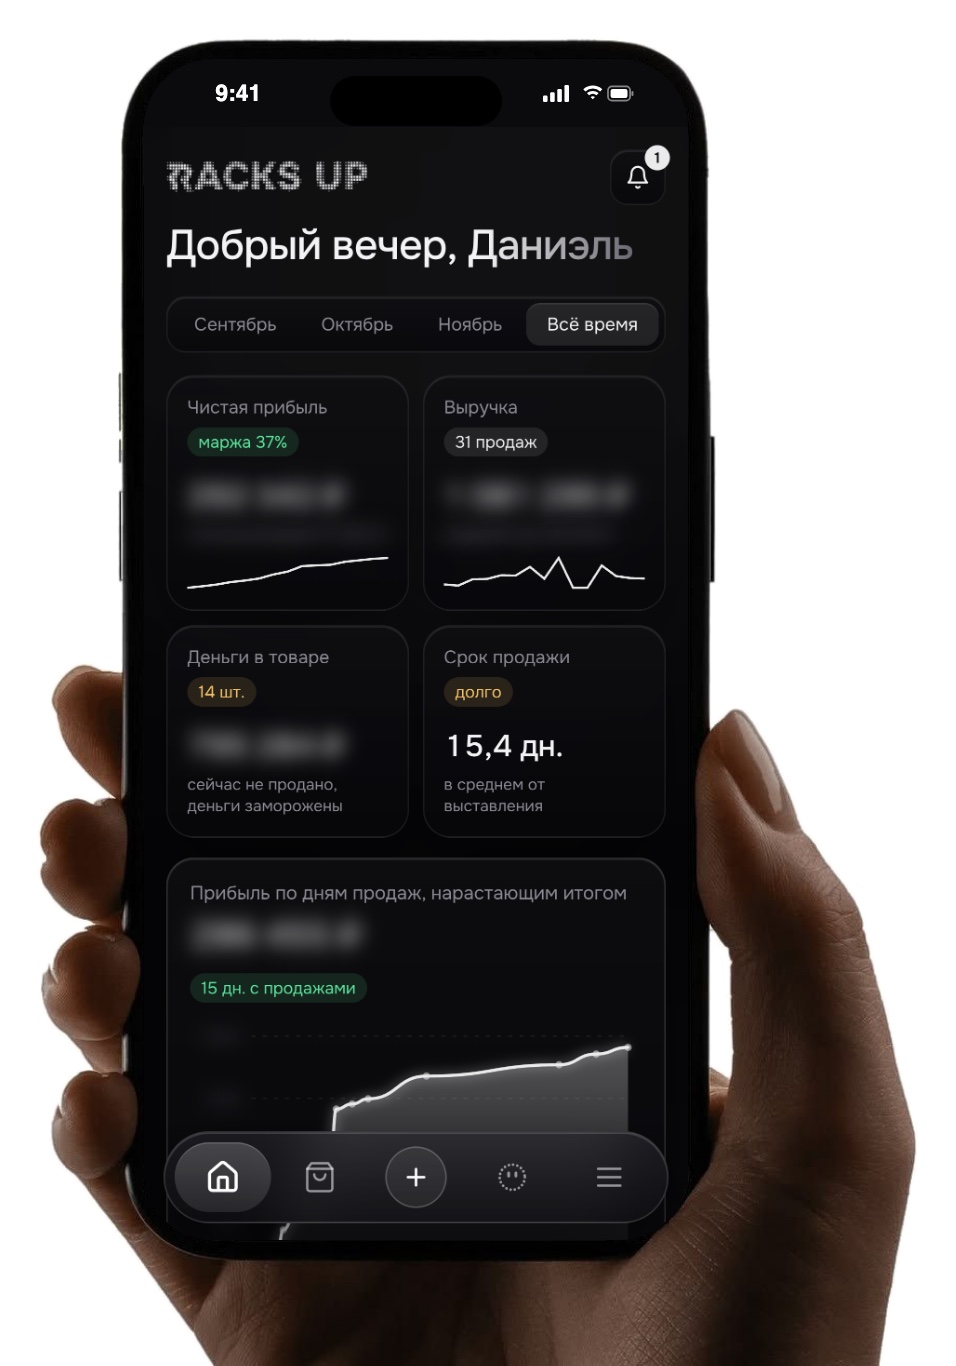 9:41
RACKS UP
1
Добрый вечер, Даниэль
Сентябрь Октябрь Ноябрь Всё время
Чистая прибыль
маржа 37%
Выручка
31 продаж
Деньги в товаре
14 шт.
сейчас не продано,
деньги заморожены
Срок продажи
долго
15,4 дн.
в среднем от
выставления
Прибыль по дням продаж, нарастающим итогом
15 дн. с продажами